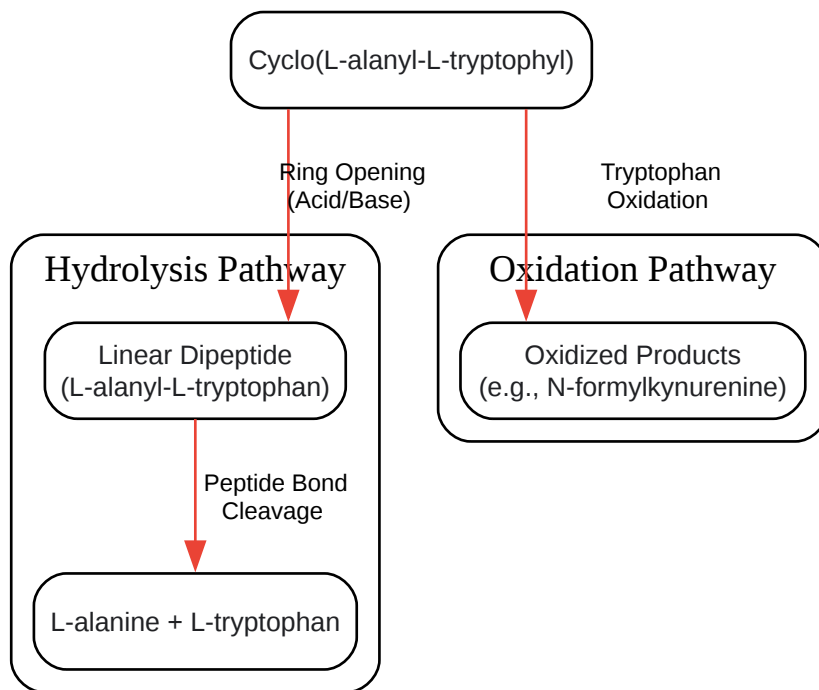 Cyclo(L-alanyl-L-tryptophyl)
Ring Opening
(Acid/Base)
Tryptophan
Oxidation
Hydrolysis Pathway
Oxidation Pathway
Linear Dipeptide
(L-alanyl-L-tryptophan)
Oxidized Products
(e.g., N-formylkynurenine)
Peptide Bond
Cleavage
L-alanine + L-tryptophan